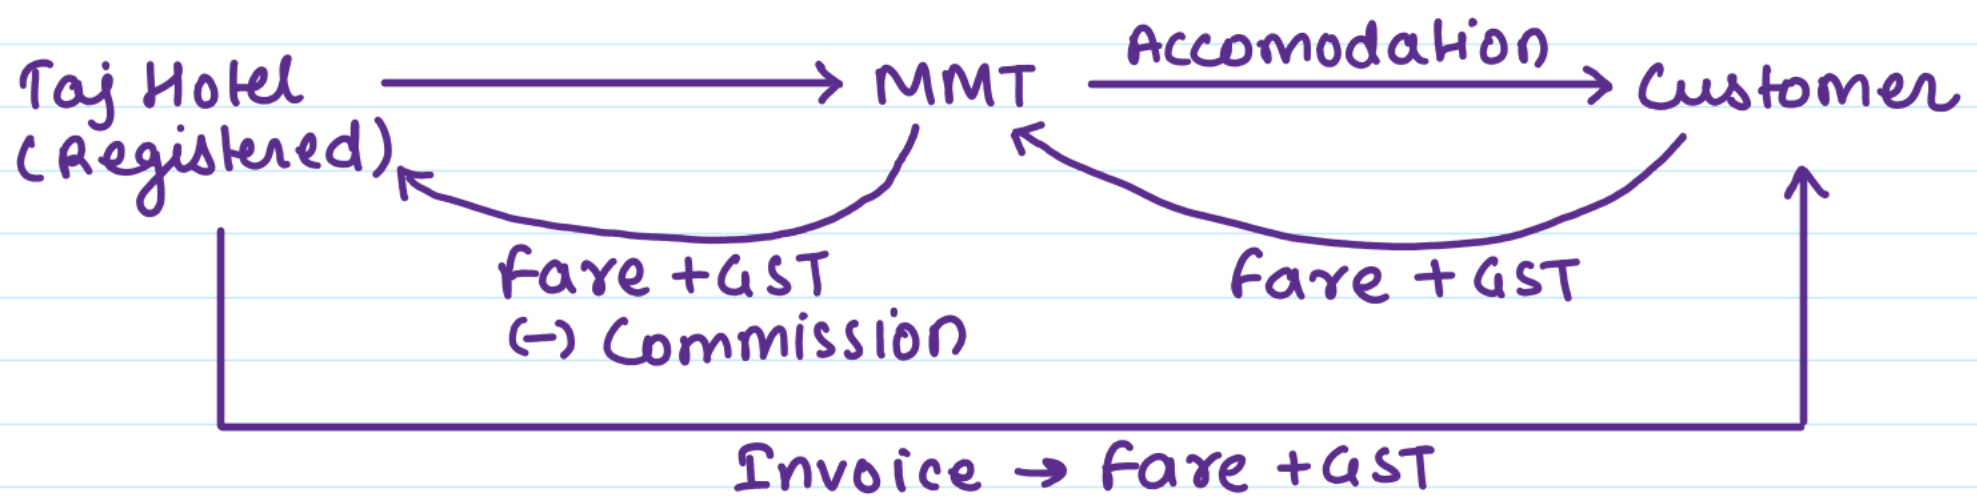 Taj Hotel MMT Accomodation Customer
(Registered)
Fare + GST
(-) Commission
Fare + GST
Invoice → Fare + GST